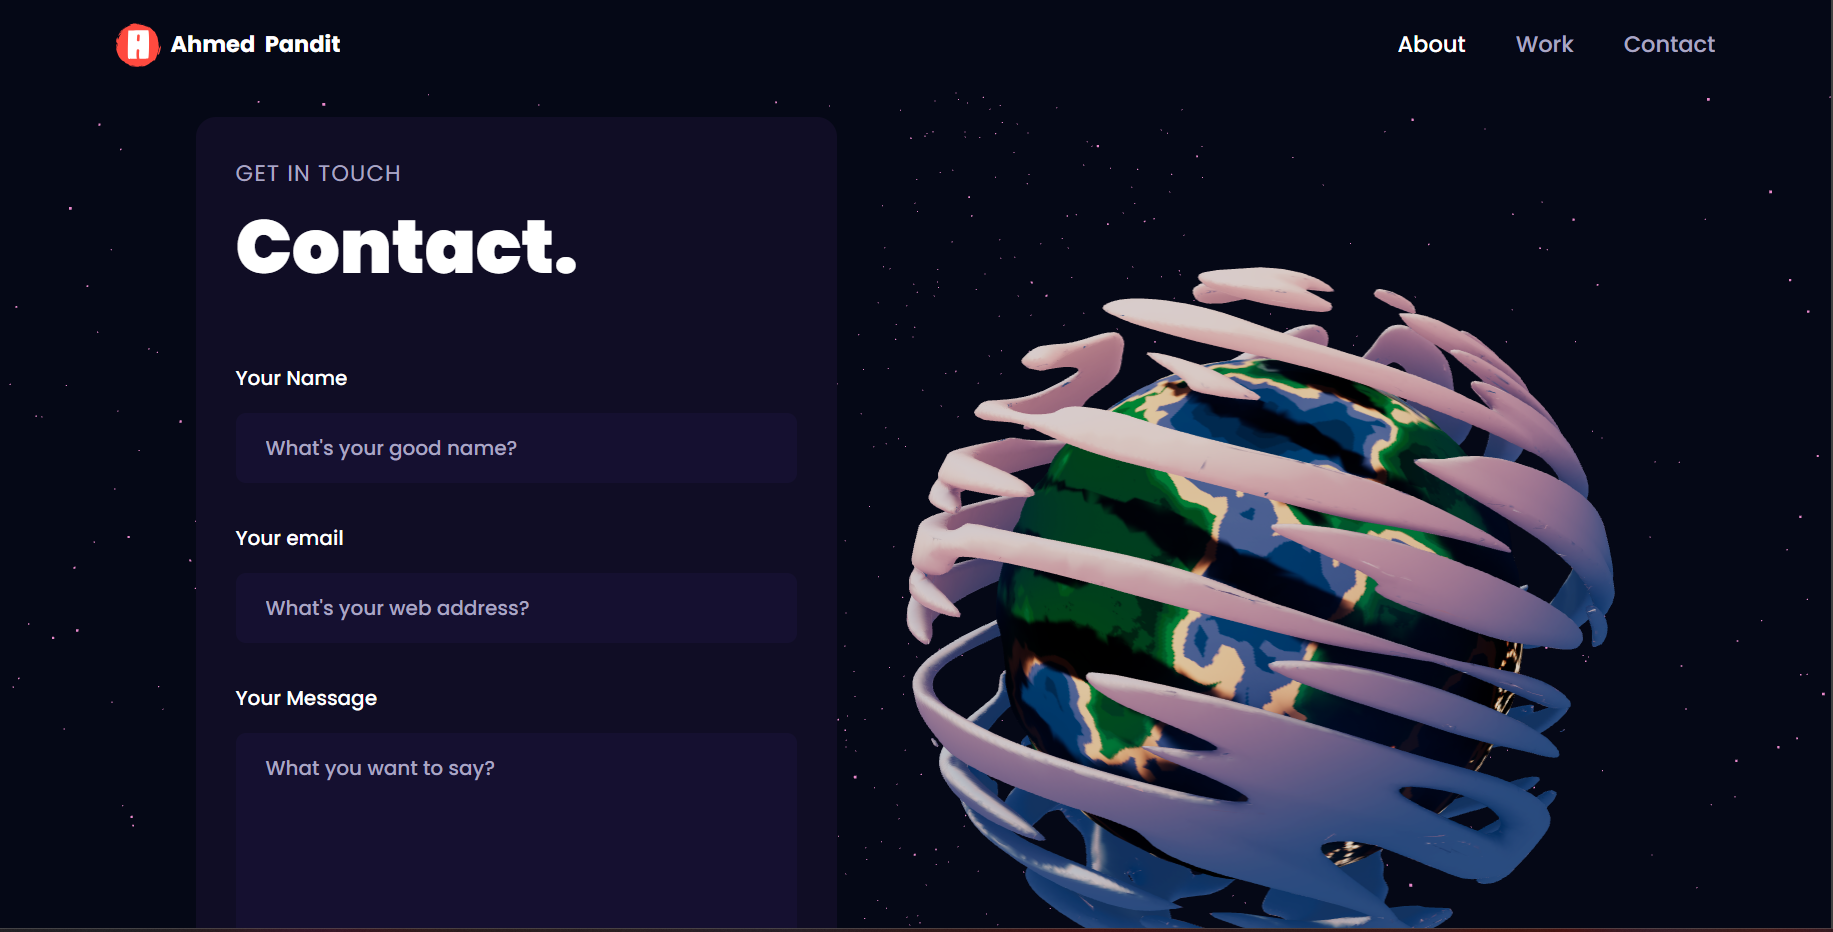 A Ahmed Pandit
About Work Contact
GET IN TOUCH
Contact.
Your Name
What's your good name?
Your email
What's your web address?
Your Message
What you want to say?